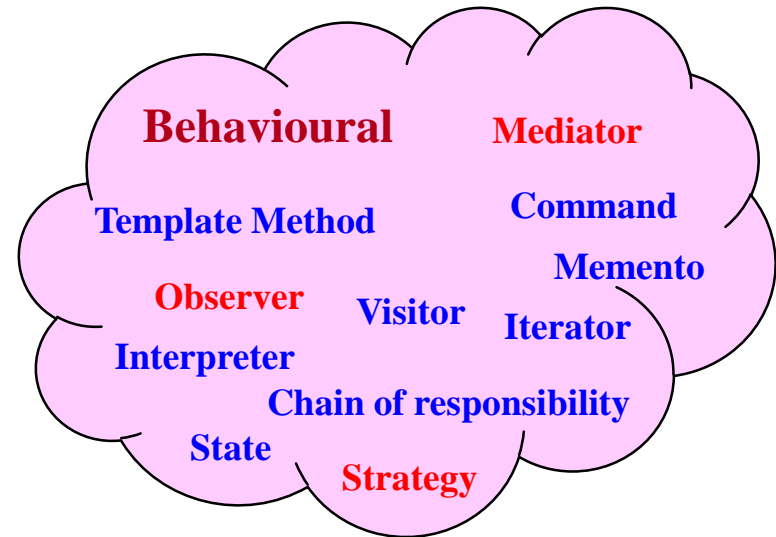 Behavioural
Mediator
Template Method
Command
Memento
Observer
Visitor
Iterator
Interpreter
Chain of responsibility
State
Strategy